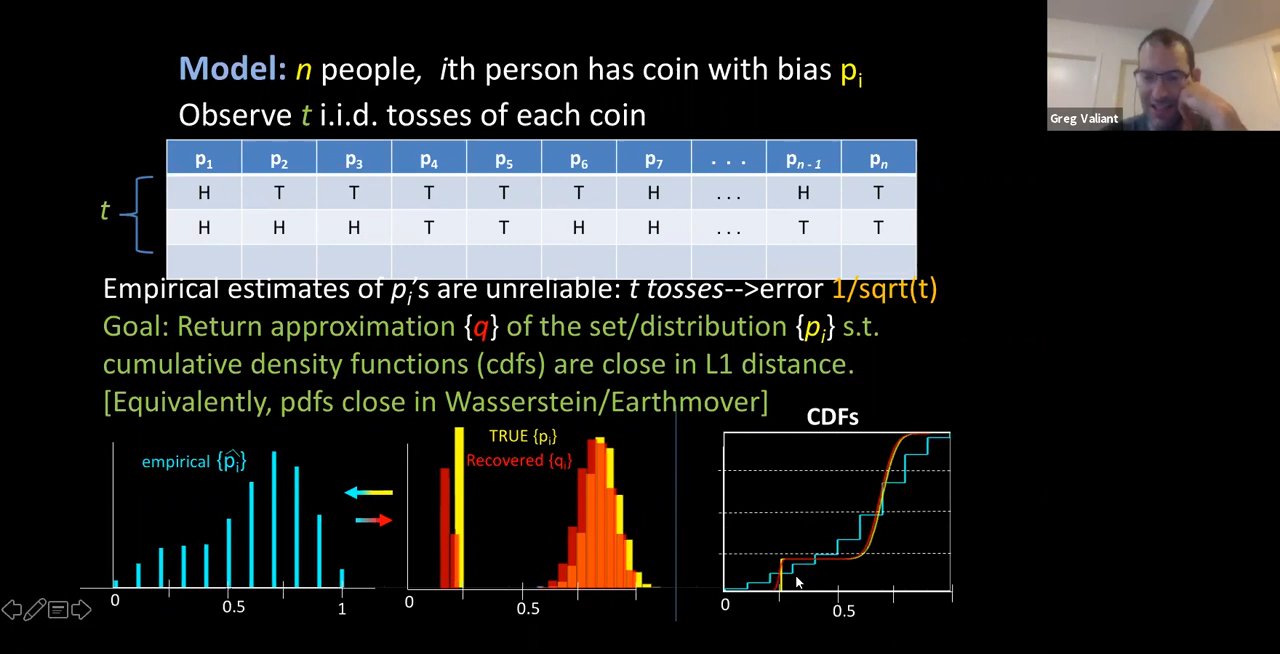 Model: n people, ith person has coin with bias pi
Greg Valiant
Observe t i.i.d. tosses of each coin
p1 p2 p3 p4 p5 p6 p7 . . . pn - 1 pn
t
H T T T T T H ... H T
H H H T T H H ... T T
Empirical estimates of pi's are unreliable: t tosses-->error 1/sqrt(t)
Goal: Return approximation {q} of the set/distribution {pi} s.t.
cumulative density functions (cdfs) are close in L1 distance.
[Equivalently, pdfs close in Wasserstein/Earthmover]
CDFs
TRUE {pi}
empirical {p̂i}
Recovered {qi}
0 0.5 1
0 0.5
0 0.5